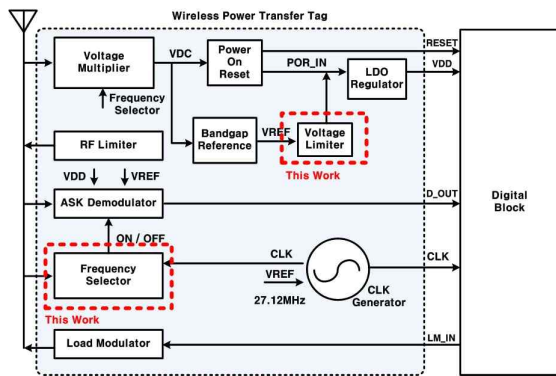 Wireless Power Transfer Tag
Voltage
Multiplier
VDC
Power
On
Reset
RESET
POR_IN
LDO
Regulator
VDD
Frequency
Selector
Bandgap
Reference
VREF
Voltage
Limiter
This Work
RF Limiter
VDD
VREF
ASK Demodulator
D_OUT
Digital
Block
ON / OFF
Frequency
Selector
This Work
CLK
VREF
27.12MHz
CLK
Generator
CLK
Load Modulator
LM_IN